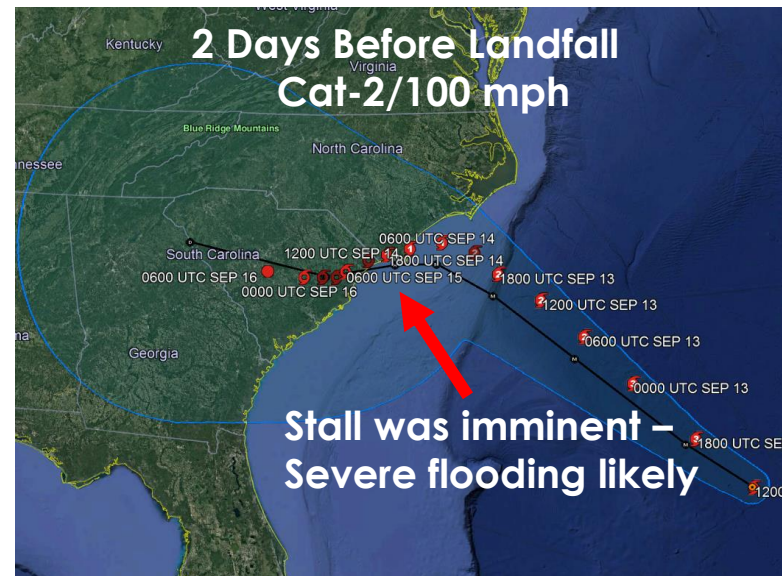 West Virginia
Kentucky
2 Days Before Landfall
Virginia
Cat-2/100 mph
Blue Ridge Mountains
North Carolina
nnessee
0600 UTC SEP 14
South Carolina
1200 UTC SEP 14
1800 UTC SEP 14
0600 UTC SEP 16
0600 UTC SEP 15
1800 UTC SEP 13
0000 UTC SEP 16
1200 UTC SEP 13
na
0600 UTC SEP 13
Georgia
0000 UTC SEP 13
Stall was imminent –
1800 UTC SE
Severe flooding likely
1200